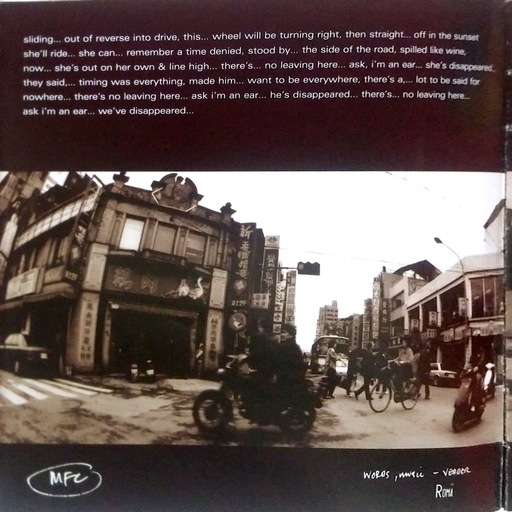 sliding... out of reverse into drive, this... wheel will be turning right, then straight... off in the sunset
she'll ride... she can... remember a time denied, stood by... the side of the road, spilled like wine,
now... she's out on her own & line high... there's... no leaving here... ask, i'm an ear... she's disappeared..
they said,... timing was everything, made him... want to be everywhere, there's a,... lot to be said for
nowhere... there's no leaving here... ask i'm an ear... he's disappeared... there's... no leaving here...
ask i'm an ear... we've disappeared...
新
MFC
WORDS, music - VEDDER
ROMA